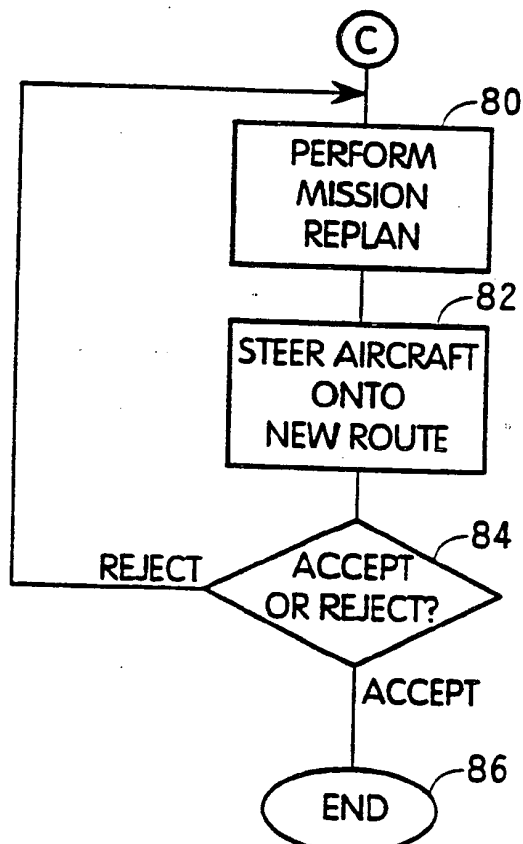 C
80
PERFORM
MISSION
REPLAN
82
STEER AIRCRAFT
ONTO
NEW ROUTE
84
REJECT
ACCEPT
OR REJECT?
ACCEPT
86
END